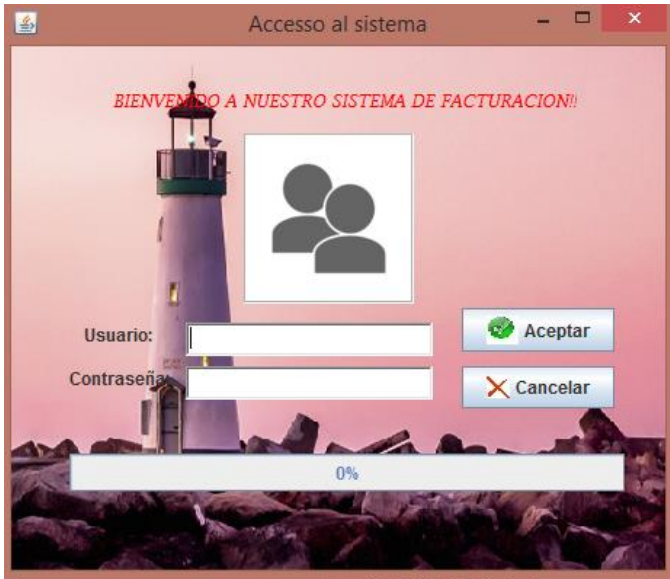 Accesso al sistema
BIENVENIDO A NUESTRO SISTEMA DE FACTURACION!!
Usuario:
Aceptar
Contraseña:
Cancelar
0%